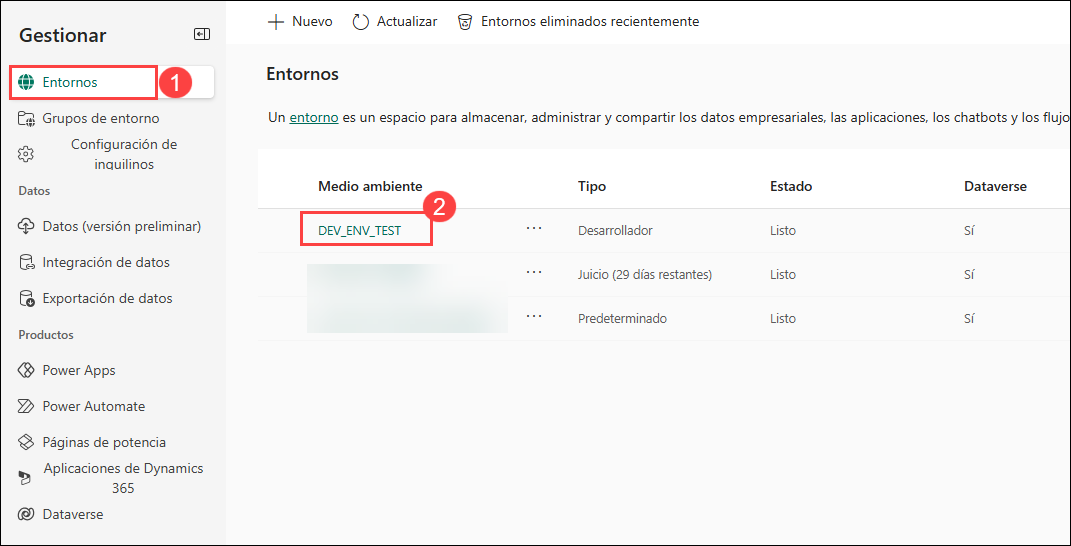 Gestionar
Entornos
1
Grupos de entorno
Configuración de
inquilinos
Datos
Datos (versión preliminar)
Integración de datos
Exportación de datos
Productos
Power Apps
Power Automate
Páginas de potencia
Aplicaciones de Dynamics
365
Dataverse
Nuevo Actualizar Entornos eliminados recientemente
Entornos
Un entorno es un espacio para almacenar, administrar y compartir los datos empresariales, las aplicaciones, los chatbots y los flujo
Medio ambiente Tipo Estado Dataverse
2
DEV_ENV_TEST ... Desarrollador Listo Sí
... Juicio (29 días restantes) Listo Sí
... Predeterminado Listo Sí